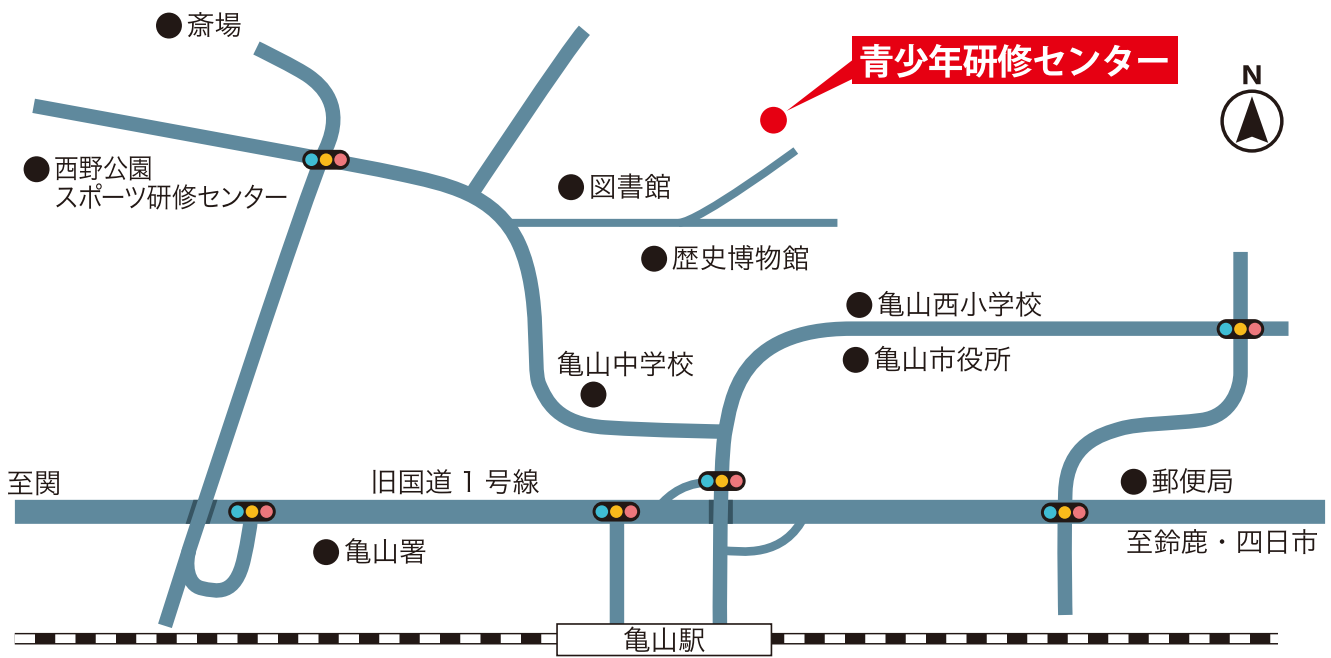 斎場
青少年研修センター
N
西野公園
スポーツ研修センター
図書館
歴史博物館
亀山西小学校
亀山市役所
亀山中学校
至関
旧国道1号線
郵便局
至鈴鹿・四日市
亀山署
亀山駅